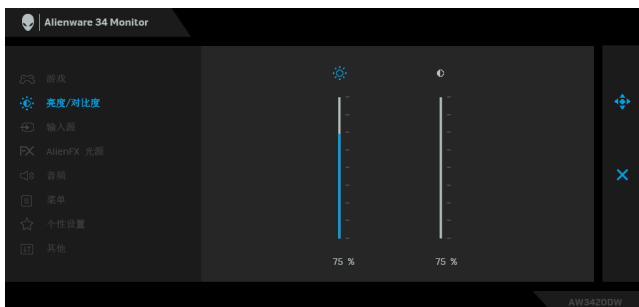 Alienware 34 Monitor
游戏
亮度/对比度
输入源
FX AlienFX 光源
音频
菜单
个性设置
其他
75 %
75 %
AW3420DW